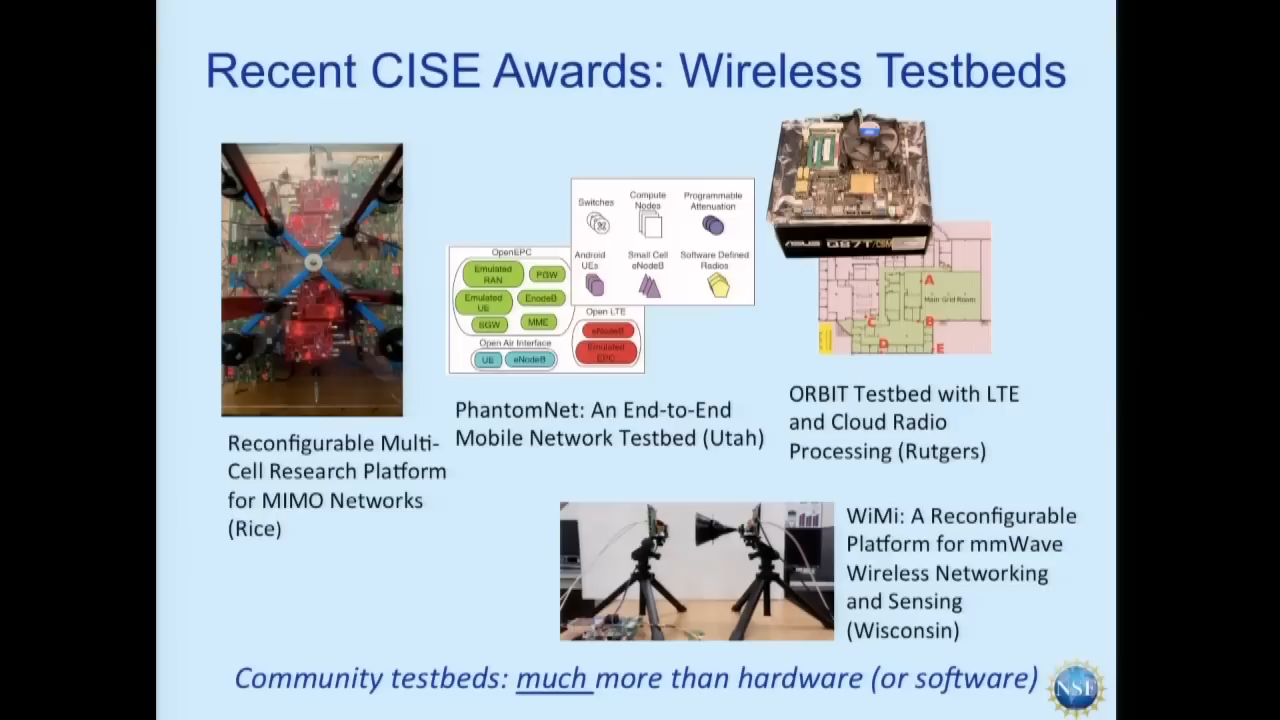 Recent CISE Awards: Wireless Testbeds
Reconfigurable Multi-
Cell Research Platform
for MIMO Networks
(Rice)
OpenEPC
Emulated
RAN
PGW
Emulated
UE
EnodeB
SGW
MME
Open Air Interface
UE
eNodeB
Open LTE
eNodeB
Emulated
EPC
Switches
Compute
Nodes
Programmable
Attenuation
Android
UEs
Small Cell
eNodeB
Software Defined
Radios
PhantomNet: An End-to-End
Mobile Network Testbed (Utah)
ASUS Q87T/CSM
A
Main Grid Room
C
B
D
E
ORBIT Testbed with LTE
and Cloud Radio
Processing (Rutgers)
WiMi: A Reconfigurable
Platform for mmWave
Wireless Networking
and Sensing
(Wisconsin)
Community testbeds: much more than hardware (or software)
NSF